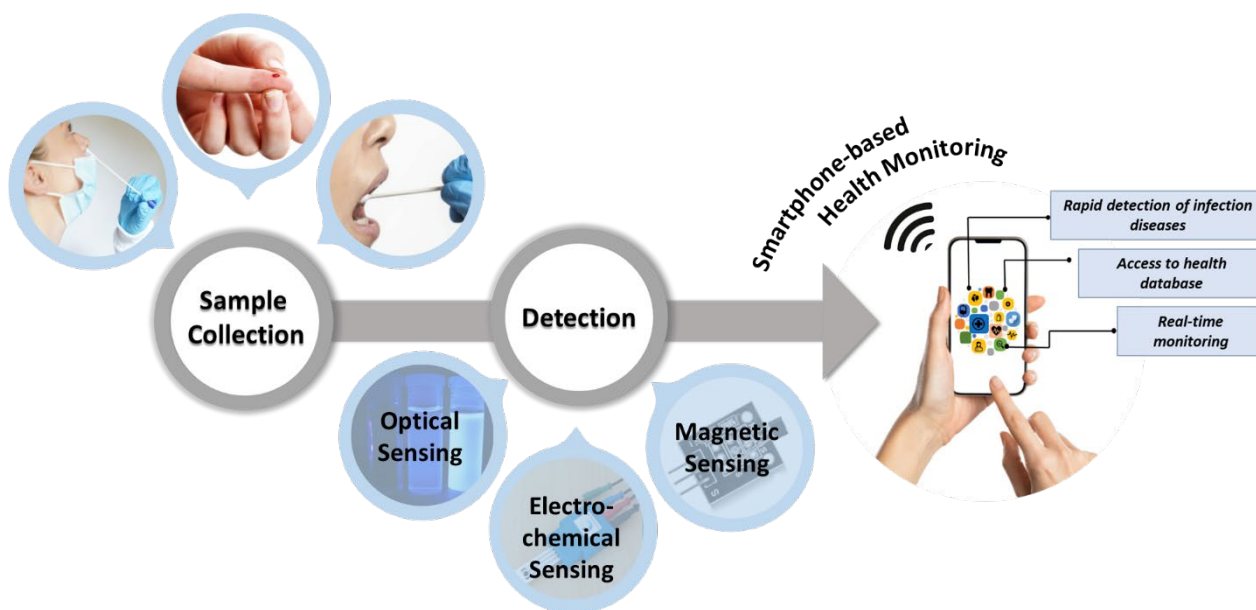 Sample
Collection
Detection
Optical
Sensing
Electro-
chemical
Sensing
Magnetic
Sensing
S
Smartphone-based
Health Monitoring
Rapid detection of infection
diseases
Access to health
database
Real-time
monitoring